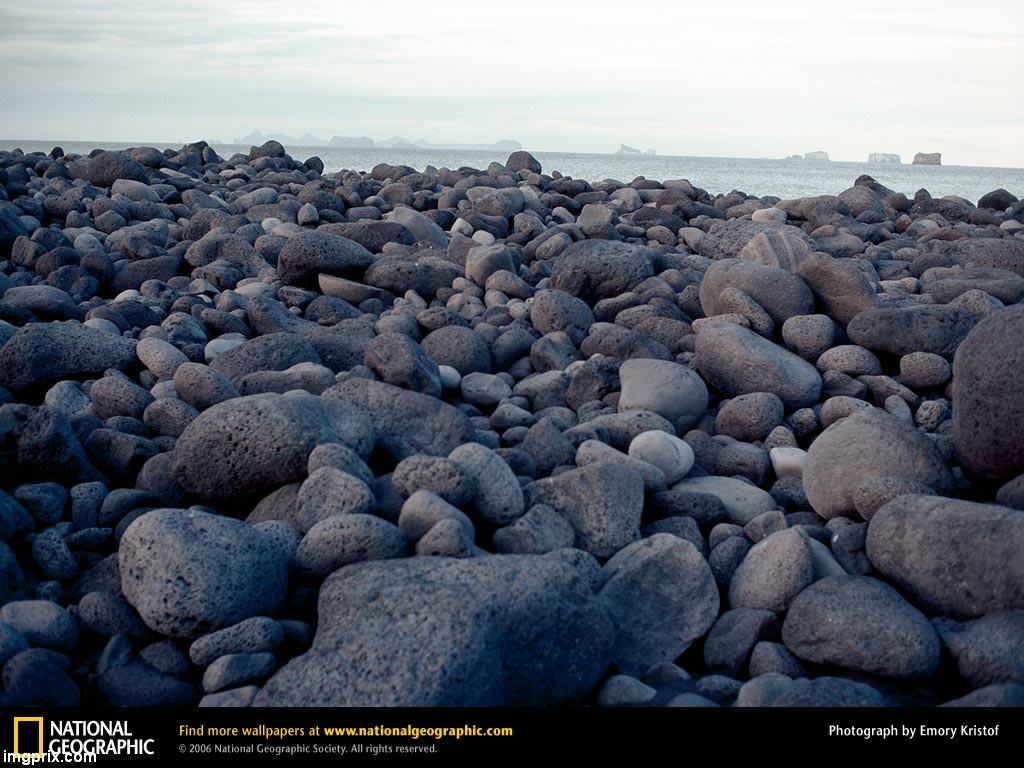 NATIONAL
GEOGRAPHIC
Find more wallpapers at www.nationalgeographic.com
© 2006 National Geographic Society. All rights reserved.
Photograph by Emory Kristof
imgprix.com